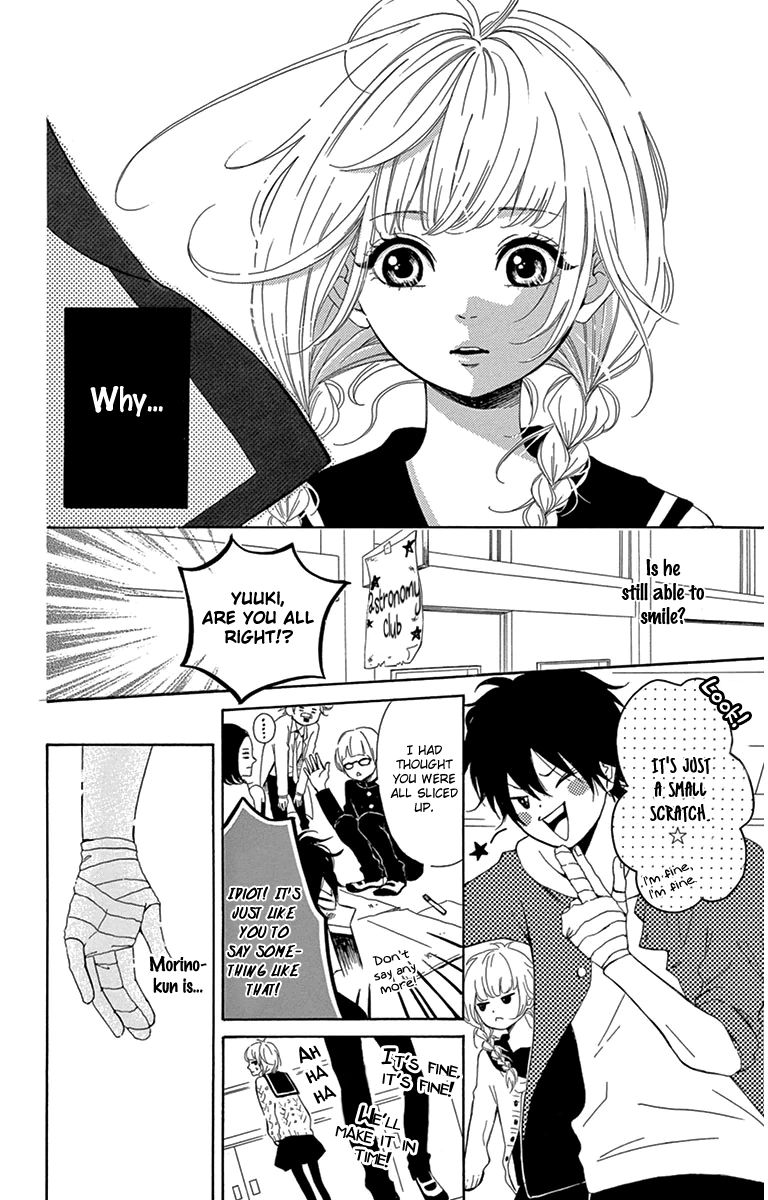 Why...
Is he
still able to
smile?
astronomy
club
YUUKI,
ARE YOU ALL
RIGHT!?
Look!
IT'S JUST
A SMALL
SCRATCH.
☆
I'm fine,
I'm fine.
I HAD
THOUGHT
YOU WERE
ALL SLICED
UP.
......
IDIOT! IT'S
JUST LIKE
YOU TO
SAY SOME-
THING LIKE
THAT!
Don't
say any
more!
Morino-
kun is...
IT'S FINE,
IT'S FINE!
WE'LL
MAKE IT IN
TIME!
AH
HA
HA